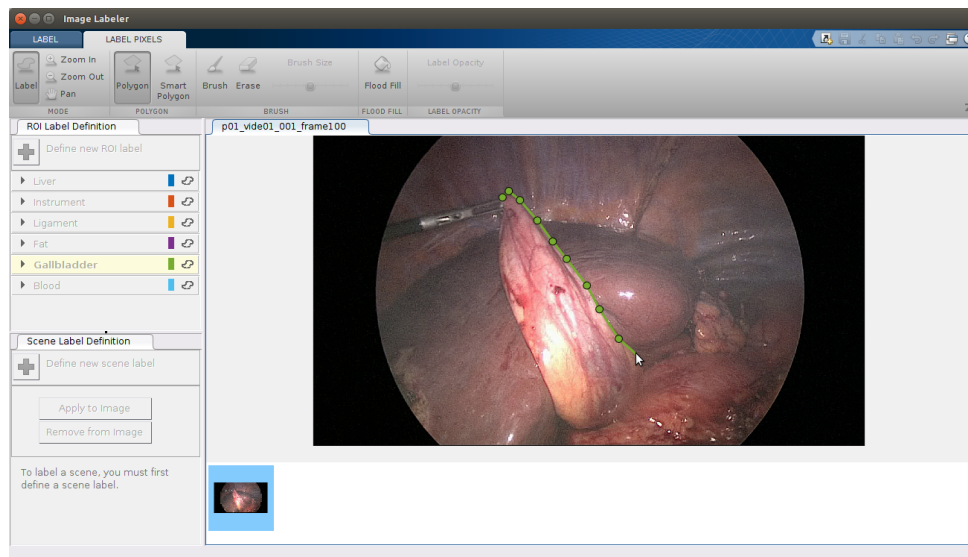 Image Labeler
LABEL
LABEL PIXELS
Label
Zoom In
Zoom Out
Pan
Polygon
Smart
Polygon
Brush
Erase
Brush Size
Flood Fill
Label Opacity
MODE
POLYGON
BRUSH
FLOOD FILL
LABEL OPACITY
ROI Label Definition
Define new ROI label
Liver
Instrument
Ligament
Fat
Gallbladder
Blood
Scene Label Definition
Define new scene label
Apply to Image
Remove from Image
To label a scene, you must first
define a scene label.
p01_vide01_001_frame100